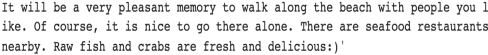 It will be a very pleasant memory to walk along the beach with people you l
ike. Of course, it is nice to go there alone. There are seafood restaurants
nearby. Raw fish and crabs are fresh and delicious:)'